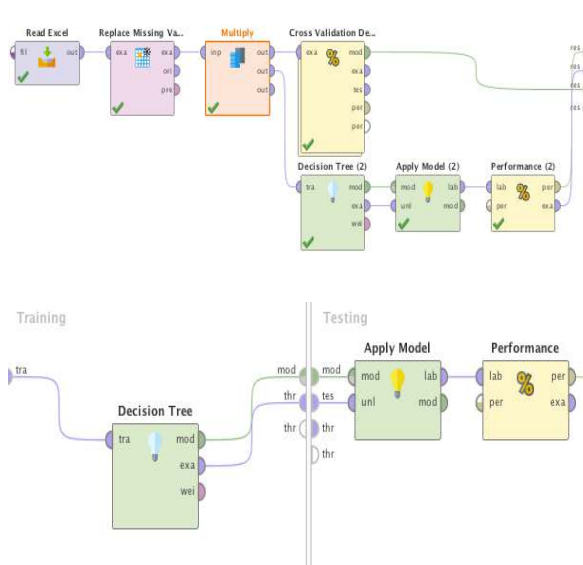 Read Excel
Replace Missing Va...
Multiply
Cross Validation De...
fil out
exa exa
ori
pre
inp out
out
out
exa mod
exa
tes
per
per
res
res
res
res
Decision Tree (2)
Apply Model (2)
Performance (2)
tra mod
exa
wei
mod lab
unl mod
lab per
per exa
Training
Testing
tra
Decision Tree
tra mod
exa
wei
mod mod
thr tes
thr thr
thr
Apply Model
mod lab
unl mod
Performance
lab per
per exa